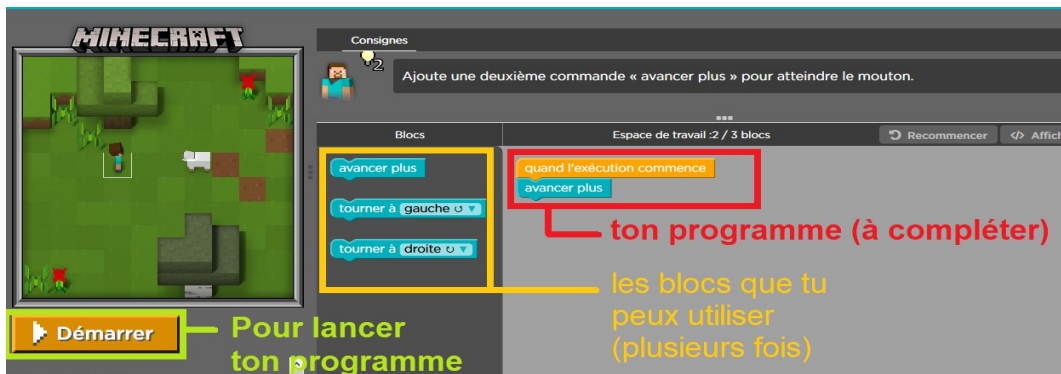 MINECRAFT
Consignes
2
Ajoute une deuxième commande « avancer plus » pour atteindre le mouton.
Blocs
Espace de travail :2 / 3 blocs
Recommencer
</> Affich
avancer plus
tourner à gauche ↺ ▼
tourner à droite ↻ ▼
quand l'exécution commence
avancer plus
ton programme (à compléter)
les blocs que tu
peux utiliser
(plusieurs fois)
Démarrer
Pour lancer
ton programme